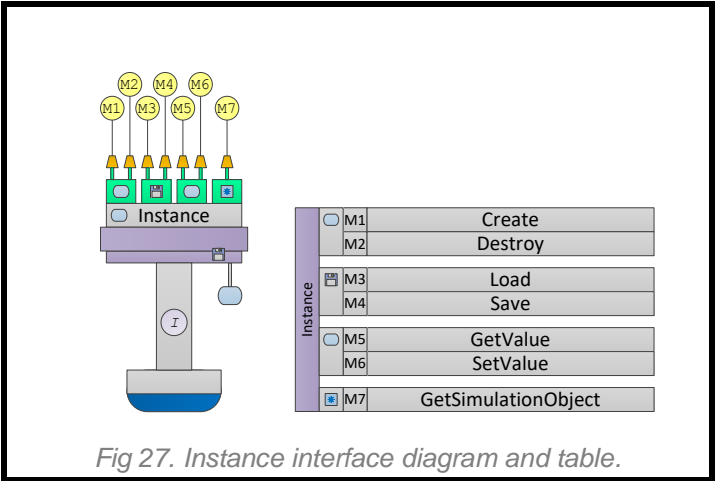 M2 M4 M6
M1 M3 M5 M7
Instance
I
Instance
M1 Create
M2 Destroy
M3 Load
M4 Save
M5 GetValue
M6 SetValue
M7 GetSimulationObject
Fig 27. Instance interface diagram and table.